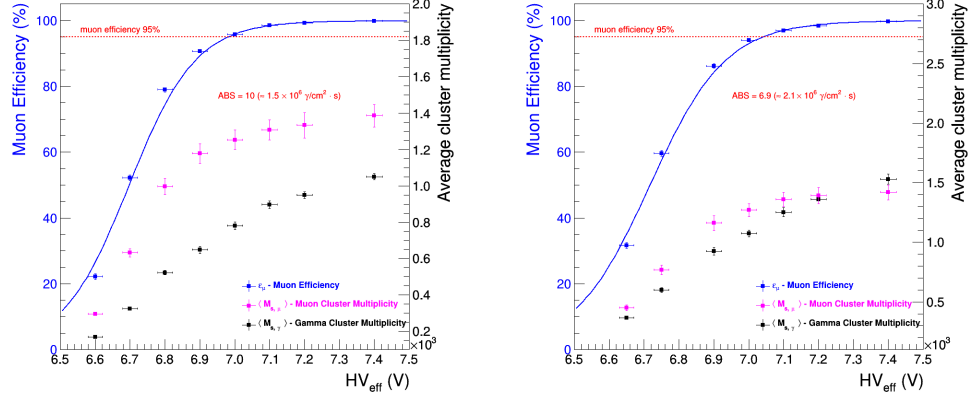 Muon Efficiency (%)
100
80
60
40
20
0
muon efficiency 95%
ABS = 10 (= 1.5 × 10⁶ γ/cm² · s)
ε_μ - Muon Efficiency
⟨ M_s, μ ⟩ - Muon Cluster Multiplicity
⟨ M_s, γ ⟩ - Gamma Cluster Multiplicity
2.0
1.8
1.6
1.4
1.2
1.0
0.8
0.6
0.4
0.2
×10³
Average cluster multiplicity
6.5 6.6 6.7 6.8 6.9 7.0 7.1 7.2 7.3 7.4 7.5
HV_eff (V)
Muon Efficiency (%)
100
80
60
40
20
0
muon efficiency 95%
ABS = 6.9 (= 2.1 × 10⁶ γ/cm² · s)
ε_μ - Muon Efficiency
⟨ M_s, μ ⟩ - Muon Cluster Multiplicity
⟨ M_s, γ ⟩ - Gamma Cluster Multiplicity
3.0
2.5
2.0
1.5
1.0
0.5
×10³
Average cluster multiplicity
6.5 6.6 6.7 6.8 6.9 7.0 7.1 7.2 7.3 7.4 7.5
HV_eff (V)